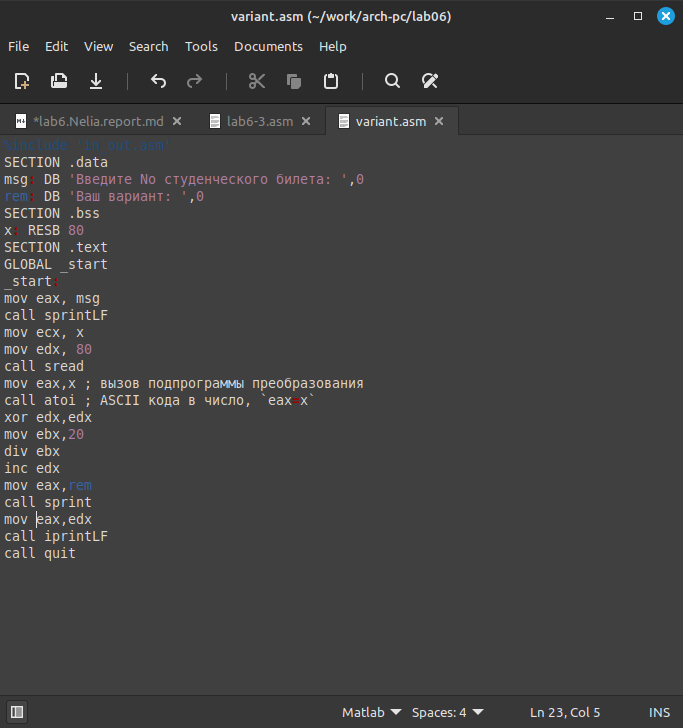 variant.asm (~/work/arch-pc/lab06)
File Edit View Search Tools Documents Help
*lab6.Nelia.report.md lab6-3.asm variant.asm
%include 'in_out.asm'
SECTION .data
msg: DB 'Введите No студенческого билета: ',0
rem: DB 'Ваш вариант: ',0
SECTION .bss
x: RESB 80
SECTION .text
GLOBAL _start
_start:
mov eax, msg
call sprintLF
mov ecx, x
mov edx, 80
call sread
mov eax,x ; вызов подпрограммы преобразования
call atoi ; ASCII кода в число, `eax=x`
xor edx,edx
mov ebx,20
div ebx
inc edx
mov eax,rem
call sprint
mov eax,edx
call iprintLF
call quit
Matlab Spaces: 4 Ln 23, Col 5 INS